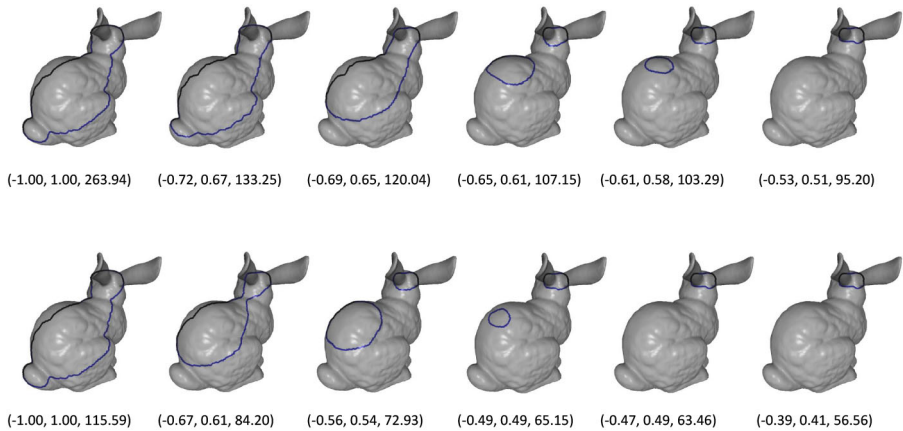 (-1.00, 1.00, 263.94) (-0.72, 0.67, 133.25) (-0.69, 0.65, 120.04) (-0.65, 0.61, 107.15) (-0.61, 0.58, 103.29) (-0.53, 0.51, 95.20)
(-1.00, 1.00, 115.59) (-0.67, 0.61, 84.20) (-0.56, 0.54, 72.93) (-0.49, 0.49, 65.15) (-0.47, 0.49, 63.46) (-0.39, 0.41, 56.56)